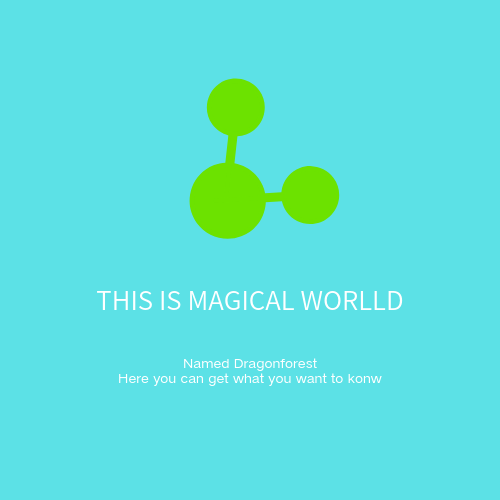 THIS IS MAGICAL WORLLD
Named Dragonforest
Here you can get what you want to konw